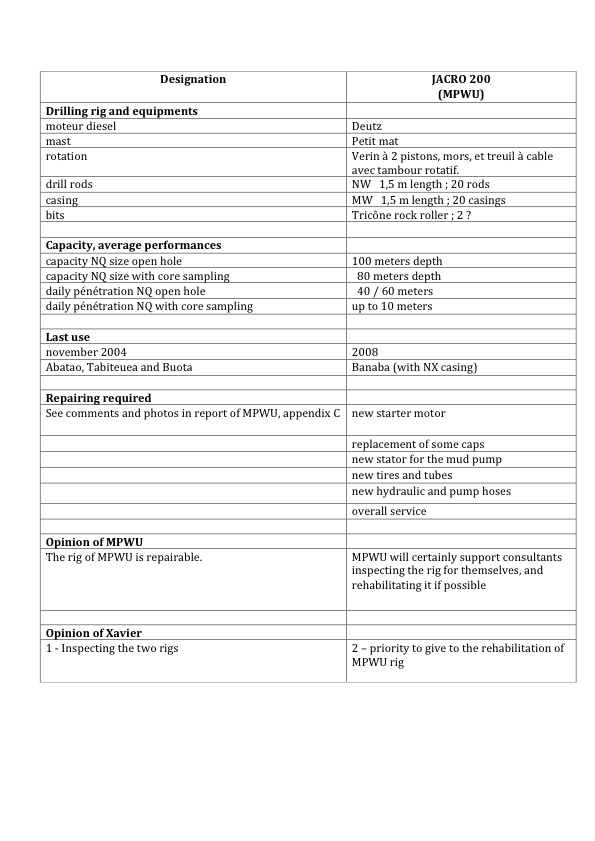 Designation JACRO 200
(MPWU)
Drilling rig and equipments
moteur diesel Deutz
mast Petit mat
rotation Verin à 2 pistons, mors, et treuil à cable
avec tambour rotatif.
drill rods NW 1,5 m length ; 20 rods
casing MW 1,5 m length ; 20 casings
bits Tricône rock roller ; 2 ?
Capacity, average performances
capacity NQ size open hole 100 meters depth
capacity NQ size with core sampling 80 meters depth
daily pénétration NQ open hole 40 / 60 meters
daily pénétration NQ with core sampling up to 10 meters
Last use
november 2004 2008
Abatao, Tabiteuea and Buota Banaba (with NX casing)
Repairing required
See comments and photos in report of MPWU, appendix C new starter motor
replacement of some caps
new stator for the mud pump
new tires and tubes
new hydraulic and pump hoses
overall service
Opinion of MPWU
The rig of MPWU is repairable. MPWU will certainly support consultants
inspecting the rig for themselves, and
rehabilitating it if possible
Opinion of Xavier
1 - Inspecting the two rigs 2 – priority to give to the rehabilitation of
MPWU rig